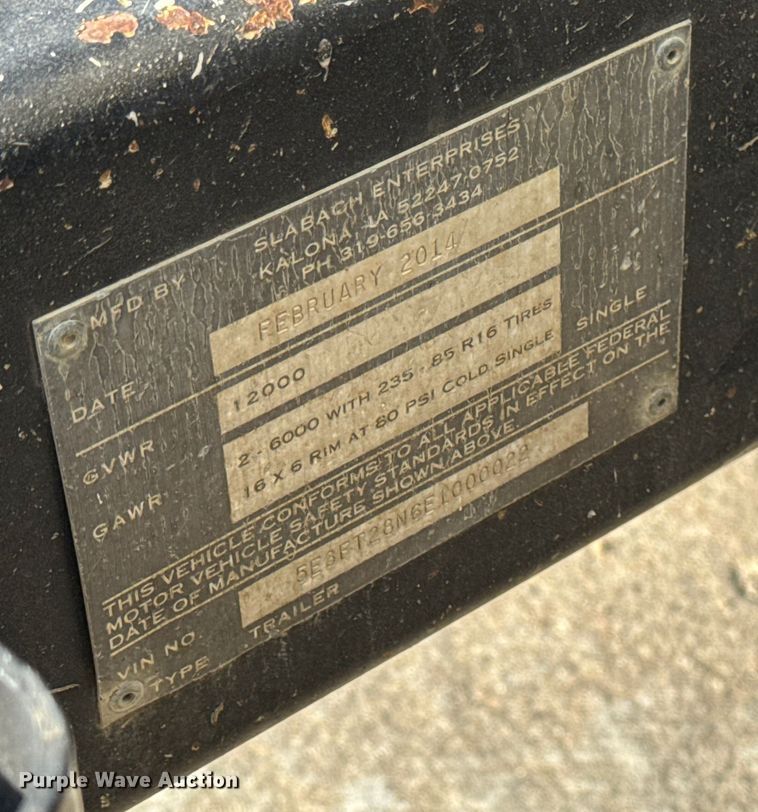 MFD BY SLABACH ENTERPRISES
KALONA, IA 52247-0752
PH 319-656-3434
DATE FEBRUARY 2014
GVWR 12000
GAWR 2 - 6000 WITH 235 - 85 R16 TIRES
16 X 6 RIM AT 80 PSI COLD SINGLE SINGLE
THIS VEHICLE CONFORMS TO ALL APPLICABLE FEDERAL
MOTOR VEHICLE SAFETY STANDARDS IN EFFECT ON THE
DATE OF MANUFACTURE SHOWN ABOVE.
VIN NO. 5E3FT28N6E1000022
TYPE TRAILER
Purple Wave Auction